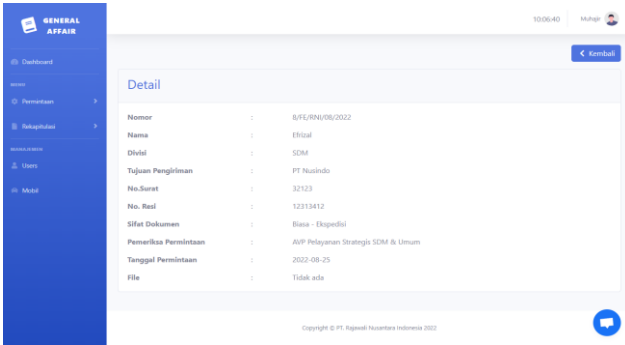 GENERAL
AFFAIR
10:06:40
Muhajir
Dashboard
Kembali
Detail
Permintaan
Rekapitulasi
Users
Mobil
Nomor : B/FE/RNI/08/2022
Nama : Efrizal
Divisi : SDM
Tujuan Pengiriman : PT Nusindo
No.Surat : 32123
No. Resi : 12313412
Sifat Dokumen : Biasa - Ekspedisi
Pemeriksa Permintaan : AVP Pelayanan Strategis SDM & Umum
Tanggal Permintaan : 2022-08-25
File : Tidak ada
Copyright © PT. Rajawali Nusantara Indonesia 2022